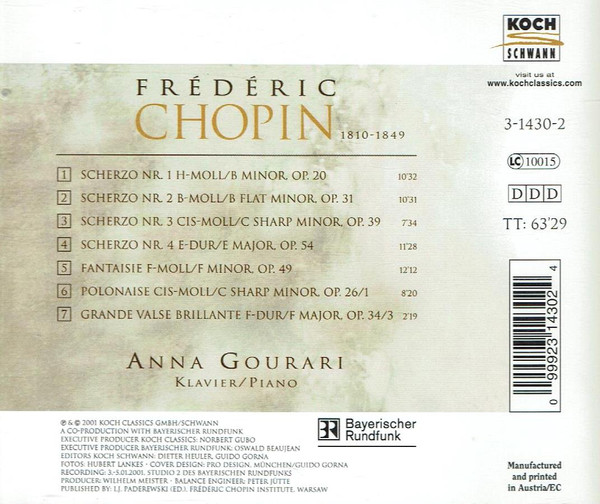 KOCH
SCHWANN
visit us at
www.kochclassics.com
FRÉDÉRIC
CHOPIN 1810-1849
3-1430-2
LC 10015
DDD
TT: 63'29
1 SCHERZO NR. 1 H-MOLL/B MINOR, OP. 20 10'32
2 SCHERZO NR. 2 B-MOLL/B FLAT MINOR, OP. 31 10'31
3 SCHERZO NR. 3 CIS-MOLL/C SHARP MINOR, OP. 39 7'34
4 SCHERZO NR. 4 E-DUR/E MAJOR, OP. 54 11'28
5 FANTAISIE F-MOLL/F MINOR, OP. 49 12'12
6 POLONAISE CIS-MOLL/C SHARP MINOR, OP. 26/1 8'20
7 GRANDE VALSE BRILLANTE F-DUR/F MAJOR, OP. 34/3 2'19
ANNA GOURARI
KLAVIER/PIANO
0 99923 14302 4
℗ & © 2001 KOCH CLASSICS GMBH/SCHWANN
A CO-PRODUCTION WITH BAYERISCHER RUNDFUNK
EXECUTIVE PRODUCER KOCH CLASSICS: NORBERT GUBO
EXECUTIVE PRODUCER BAYERISCHER RUNDFUNK: OSWALD BEAUJEAN
EDITORS KOCH SCHWANN: DIETER HEULER, GUIDO GORNA
FOTOS: HUBERT LANKES · COVER DESIGN: PRO DESIGN, MÜNCHEN/GUIDO GORNA
RECORDING: 3.-5.01.2001, STUDIO 2 DES BAYERISCHEN RUNDFUNKS
PRODUCER: WILHELM MEISTER · BALANCE ENGINEER: PETER JÜTTE
PUBLISHED BY: I.J. PADEREWSKI (ED.), FRÉDÉRIC CHOPIN INSTITUTE, WARSAW
BR
Bayerischer
Rundfunk
Manufactured
and printed
in Austria/EC